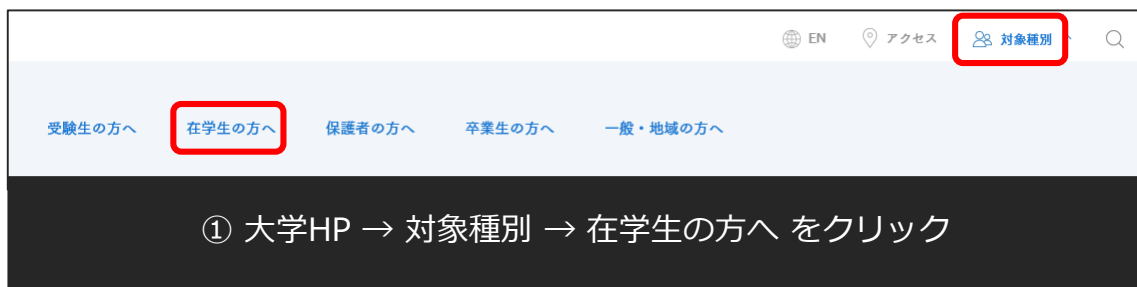 EN アクセス 対象種別
受験生の方へ 在学生の方へ 保護者の方へ 卒業生の方へ 一般・地域の方へ
① 大学HP → 対象種別 → 在学生の方へ をクリック